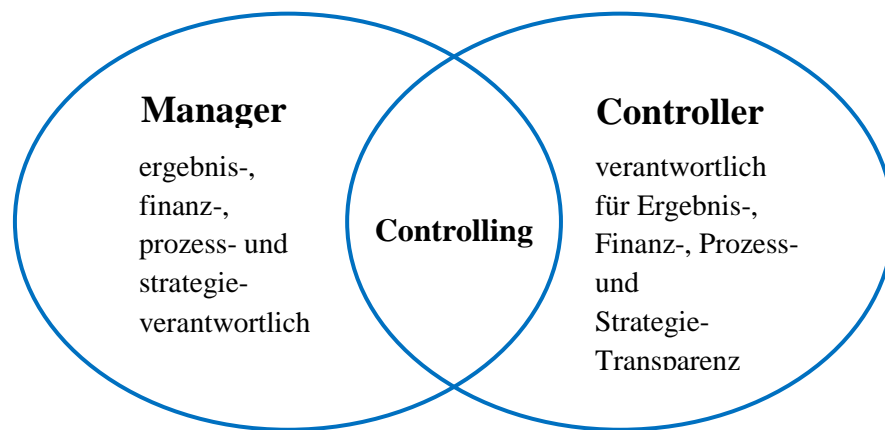 Manager
ergebnis-,
finanz-,
prozess- und
strategie-
verantwortlich
Controlling
Controller
verantwortlich
für Ergebnis-,
Finanz-, Prozess-
und
Strategie-
Transparenz